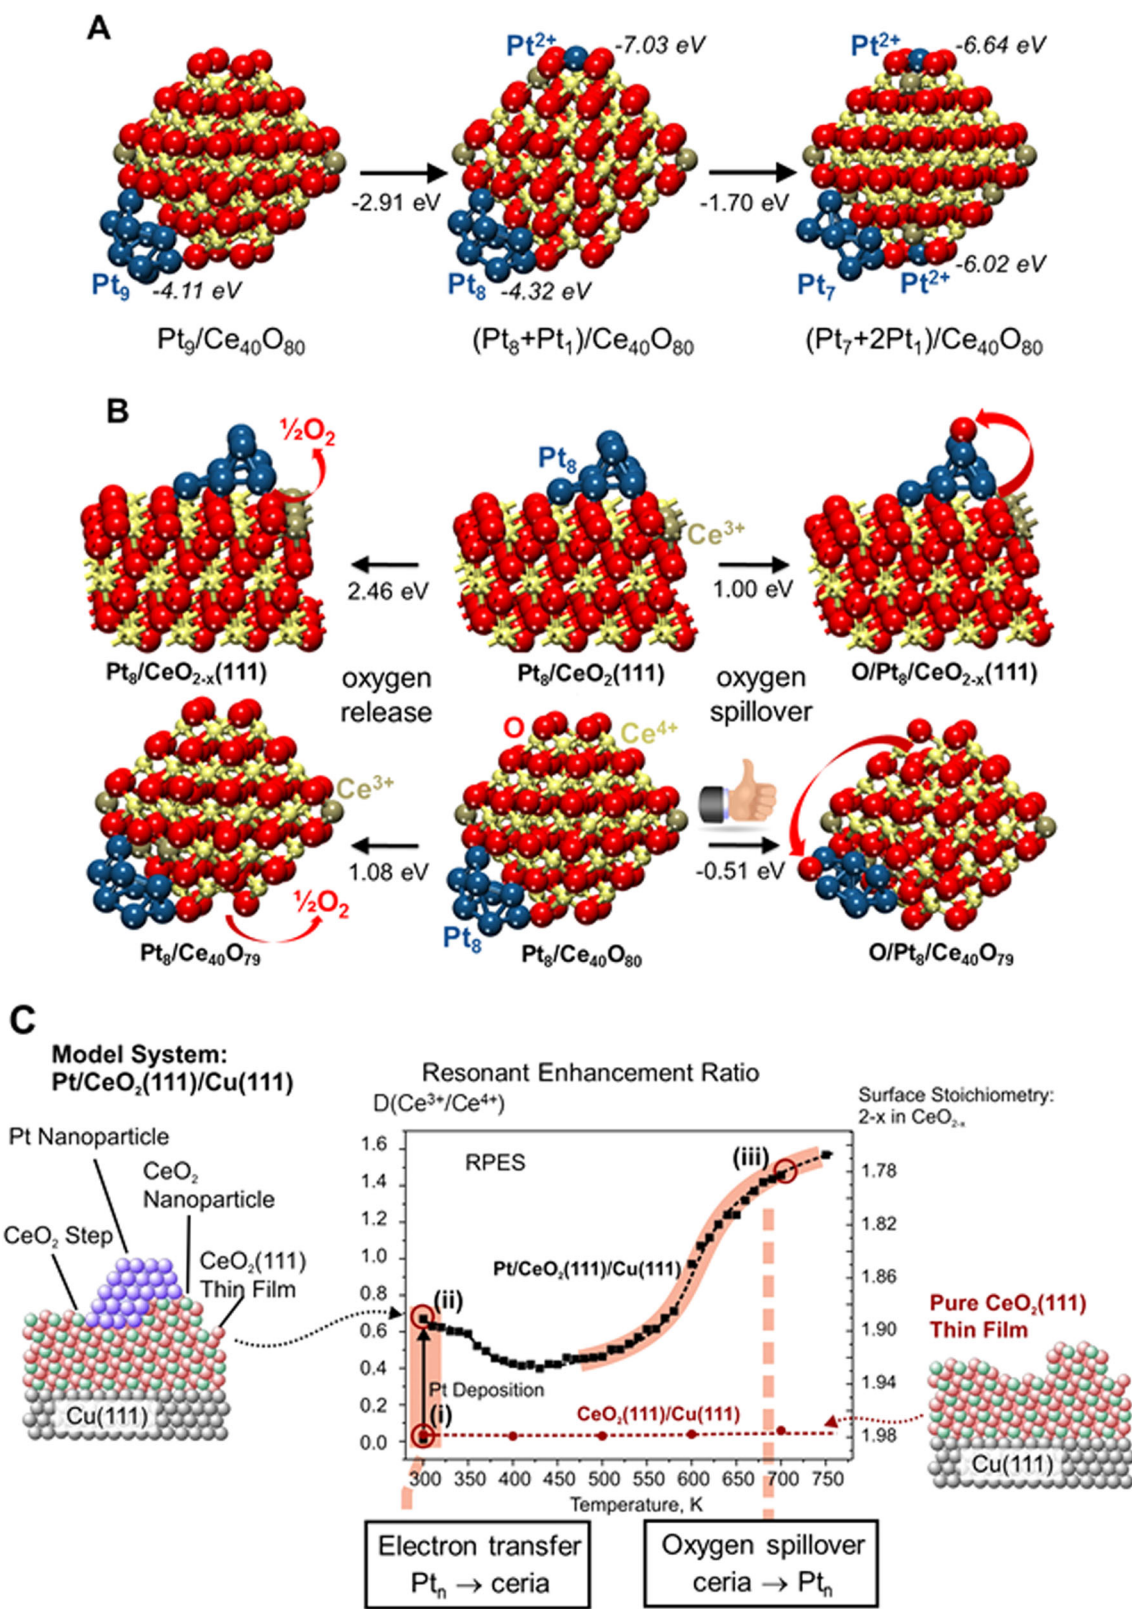 A
Pt²⁺
-7.03 eV
Pt²⁺
-6.64 eV
-2.91 eV
-1.70 eV
Pt₉
-4.11 eV
Pt₈
-4.32 eV
Pt₇
Pt²⁺
-6.02 eV
Pt₉/Ce₄₀O₈₀
(Pt₈+Pt₁)/Ce₄₀O₈₀
(Pt₇+2Pt₁)/Ce₄₀O₈₀
B
½O₂
Pt₈
Ce³⁺
2.46 eV
1.00 eV
Pt₈/CeO₂₋ₓ(111)
Pt₈/CeO₂(111)
O/Pt₈/CeO₂₋ₓ(111)
oxygen
release
oxygen
spillover
O
Ce⁴⁺
Ce³⁺
1.08 eV
-0.51 eV
½O₂
Pt₈
Pt₈/Ce₄₀O₇₉
Pt₈/Ce₄₀O₈₀
O/Pt₈/Ce₄₀O₇₉
C
Model System:
Pt/CeO₂(111)/Cu(111)
Pt Nanoparticle
CeO₂
Nanoparticle
CeO₂ Step
CeO₂(111)
Thin Film
Cu(111)
Resonant Enhancement Ratio
D(Ce³⁺/Ce⁴⁺)
Surface Stoichiometry:
2-x in CeO₂₋ₓ
RPES
(iii)
Pt/CeO₂(111)/Cu(111)
(ii)
Pt Deposition
(i)
CeO₂(111)/Cu(111)
1.6
1.4
1.2
1.0
0.8
0.6
0.4
0.2
0.0
1.78
1.82
1.86
1.90
1.94
1.98
300 350 400 450 500 550 600 650 700 750
Temperature, K
Pure CeO₂(111)
Thin Film
Cu(111)
Electron transfer
Ptₙ → ceria
Oxygen spillover
ceria → Ptₙ